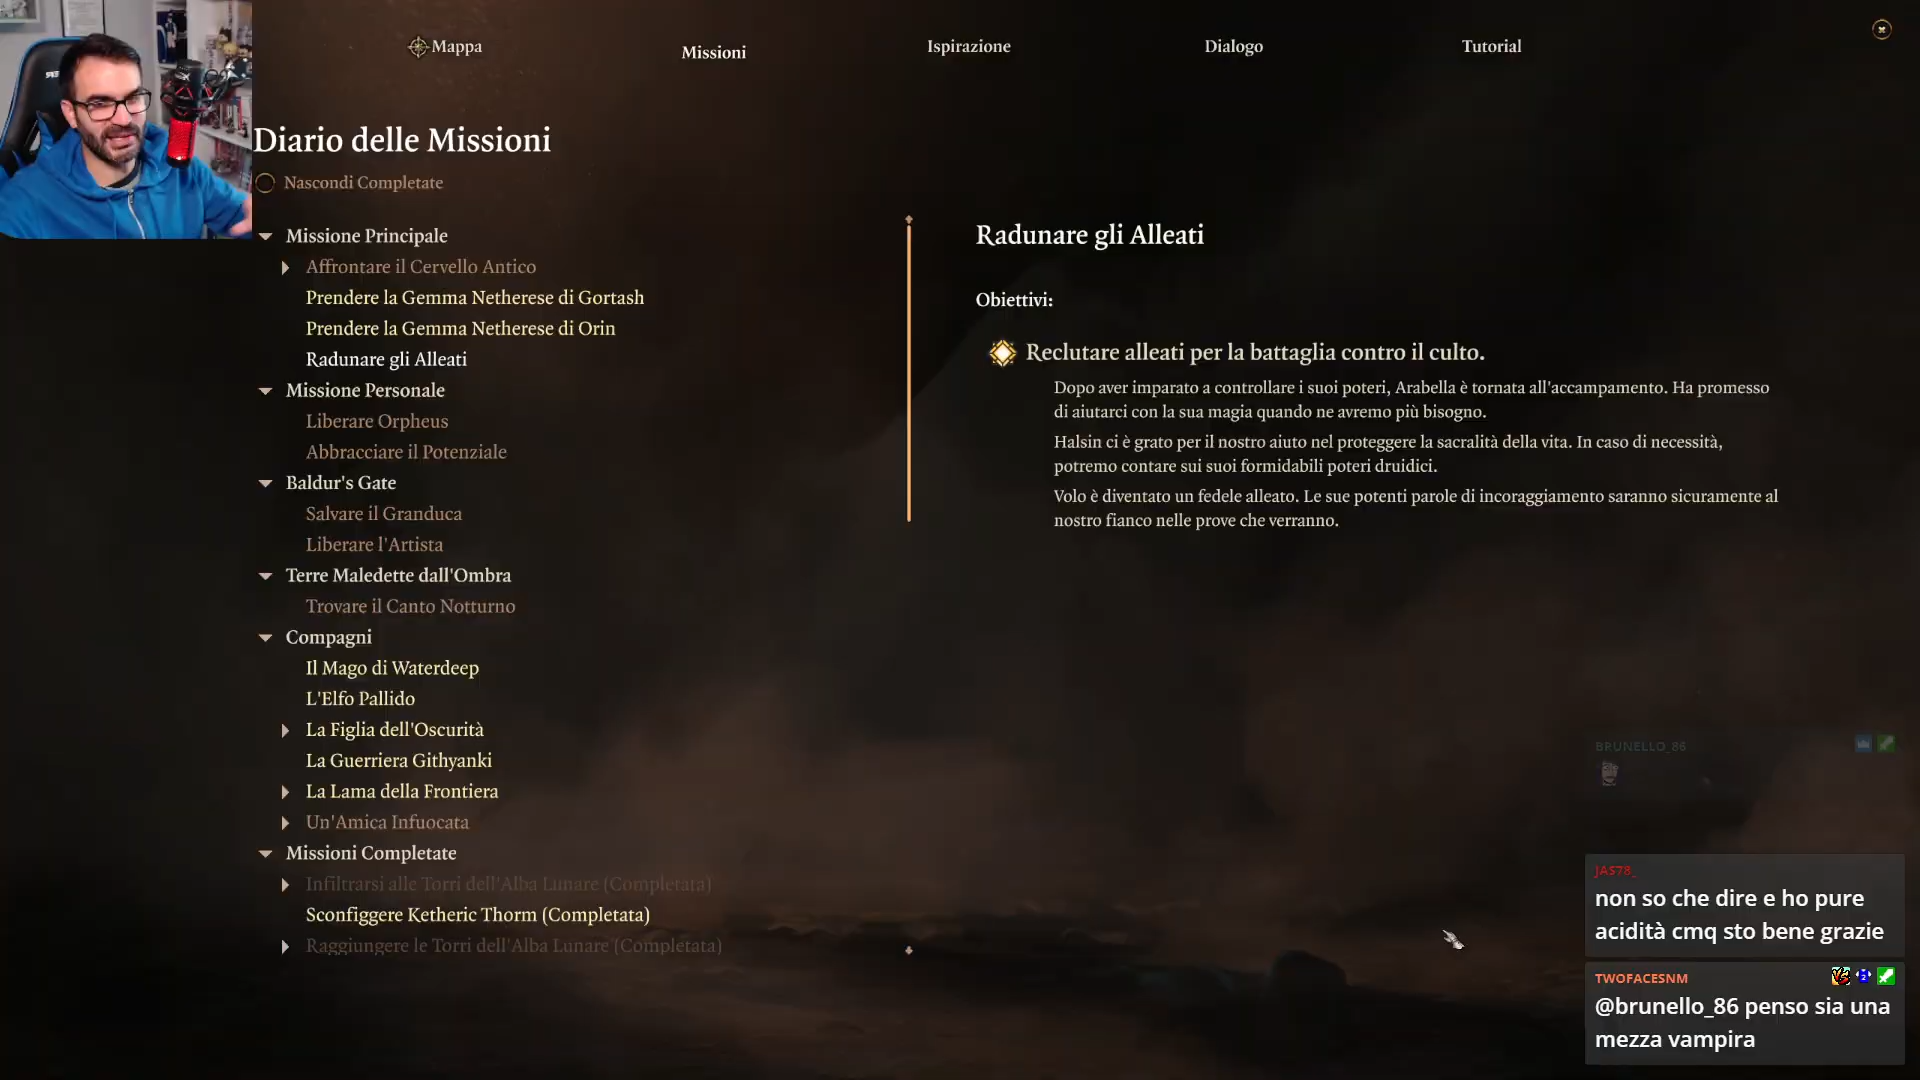 Mappa
Missioni
Ispirazione
Dialogo
Tutorial
Diario delle Missioni
Nascondi Completate
Missione Principale
Affrontare il Cervello Antico
Prendere la Gemma Netherese di Gortash
Prendere la Gemma Netherese di Orin
Radunare gli Alleati
Missione Personale
Liberare Orpheus
Abbracciare il Potenziale
Baldur's Gate
Salvare il Granduca
Liberare l'Artista
Terre Maledette dall'Ombra
Trovare il Canto Notturno
Compagni
Il Mago di Waterdeep
L'Elfo Pallido
La Figlia dell'Oscurità
La Guerriera Githyanki
La Lama della Frontiera
Un'Amica Infuocata
Missioni Completate
Infiltrarsi alle Torri dell'Alba Lunare (Completata)
Sconfiggere Ketheric Thorm (Completata)
Raggiungere le Torri dell'Alba Lunare (Completata)
Radunare gli Alleati
Obiettivi:
Reclutare alleati per la battaglia contro il culto.
Dopo aver imparato a controllare i suoi poteri, Arabella è tornata all'accampamento. Ha promesso
di aiutarci con la sua magia quando ne avremo più bisogno.
Halsin ci è grato per il nostro aiuto nel proteggere la sacralità della vita. In caso di necessità,
potremo contare sui suoi formidabili poteri druidici.
Volo è diventato un fedele alleato. Le sue potenti parole di incoraggiamento saranno sicuramente al
nostro fianco nelle prove che verranno.
BRUNELLO_86
JAS78_
non so che dire e ho pure
acidità cmq sto bene grazie
TWOFACESNM
@brunello_86 penso sia una
mezza vampira